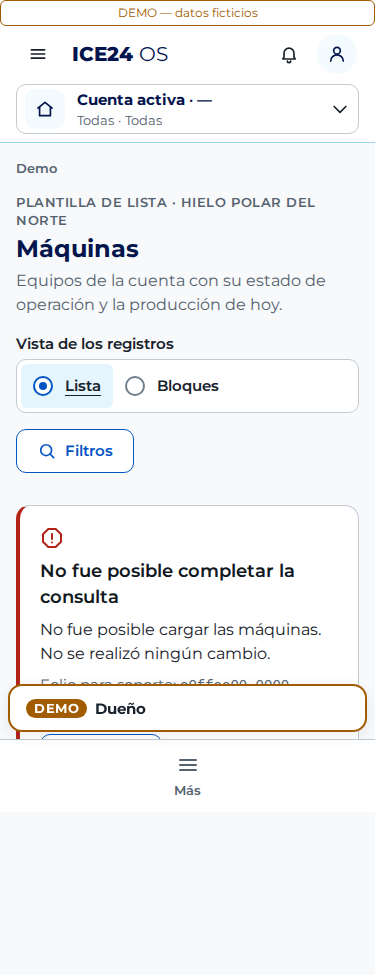 DEMO — datos ficticios
ICE24 OS
Cuenta activa · —
Todas · Todas
Demo
PLANTILLA DE LISTA · HIELO POLAR DEL
NORTE
Máquinas
Equipos de la cuenta con su estado de
operación y la producción de hoy.
Vista de los registros
Lista
Bloques
Filtros
No fue posible completar la
consulta
No fue posible cargar las máquinas.
No se realizó ningún cambio.
Folio para soporte:
DEMO Dueño
Más